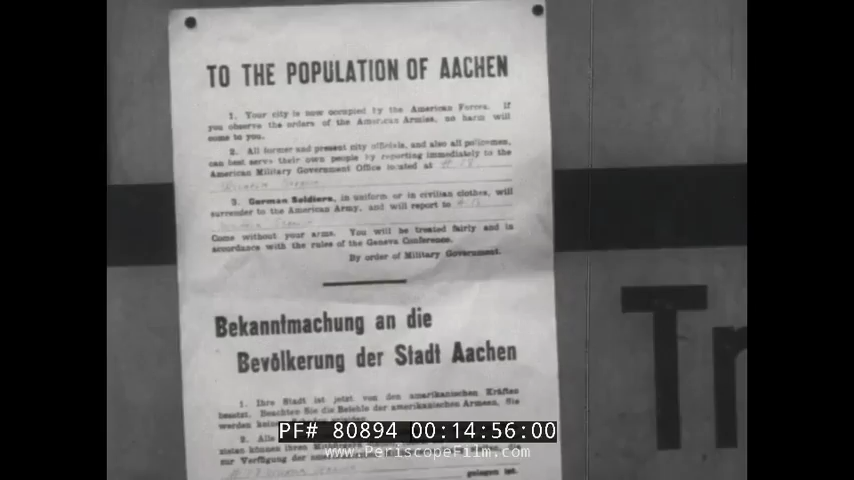 TO THE POPULATION OF AACHEN
1. Your city is now occupied by the American Forces. If
you observe the orders of the American Armies, no harm will
come to you.
2. All former and present city officials, and also all policemen,
can best serve their own people by reporting immediately to the
American Military Government Office located at
3. German Soldiers, in uniform or in civilian clothes, will
surrender to the American Army, and will report to
Come without your arms. You will be treated fairly and in
accordance with the rules of the Geneva Conference.
By order of Military Government.
Bekanntmachung an die
Bevölkerung der Stadt Aachen
1. Ihre Stadt ist jetzt von den amerikanischen Kräften
besetzt. Beachten Sie die Befehle der amerikanischen Armeen, Sie
werden
2. Alle
können ihren
zur Verfügung der
gelegen ist.
Tr
PF# 80894 00:14:56:00
www.PeriscopeFilm.com